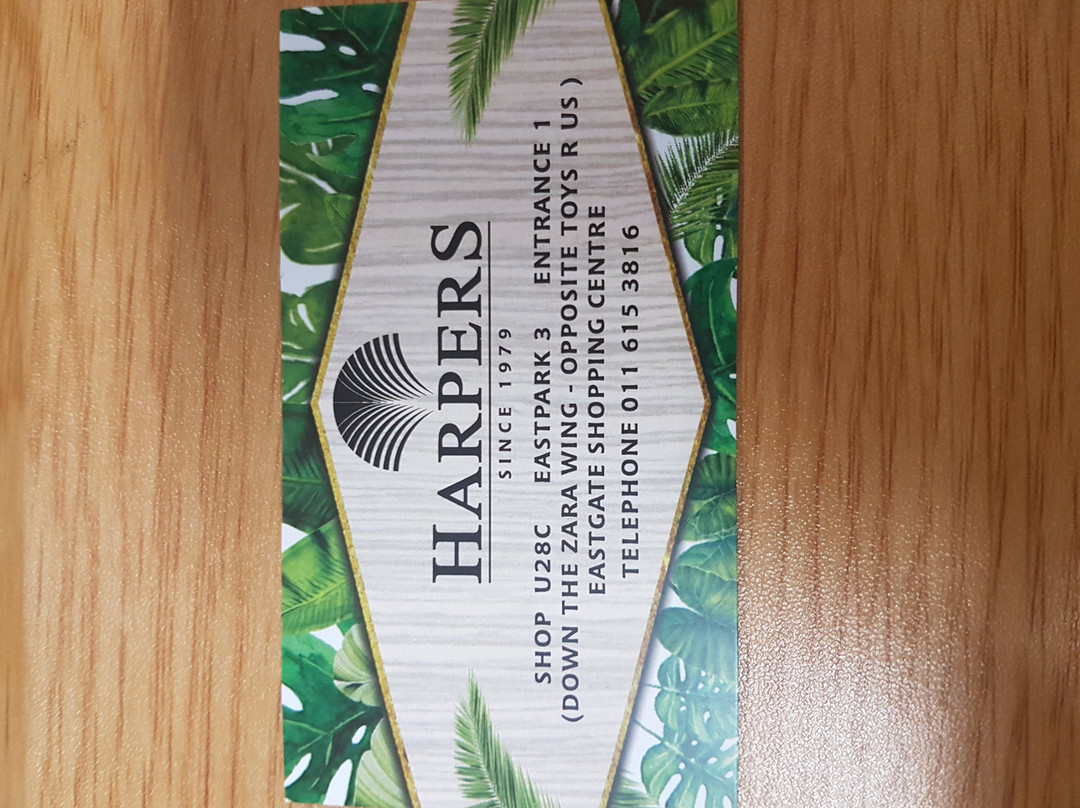 HARPERS
SINCE 1979
SHOP U28C EASTPARK 3 ENTRANCE 1
(DOWN THE ZARA WING - OPPOSITE TOYS R US )
EASTGATE SHOPPING CENTRE
TELEPHONE 011 615 3816